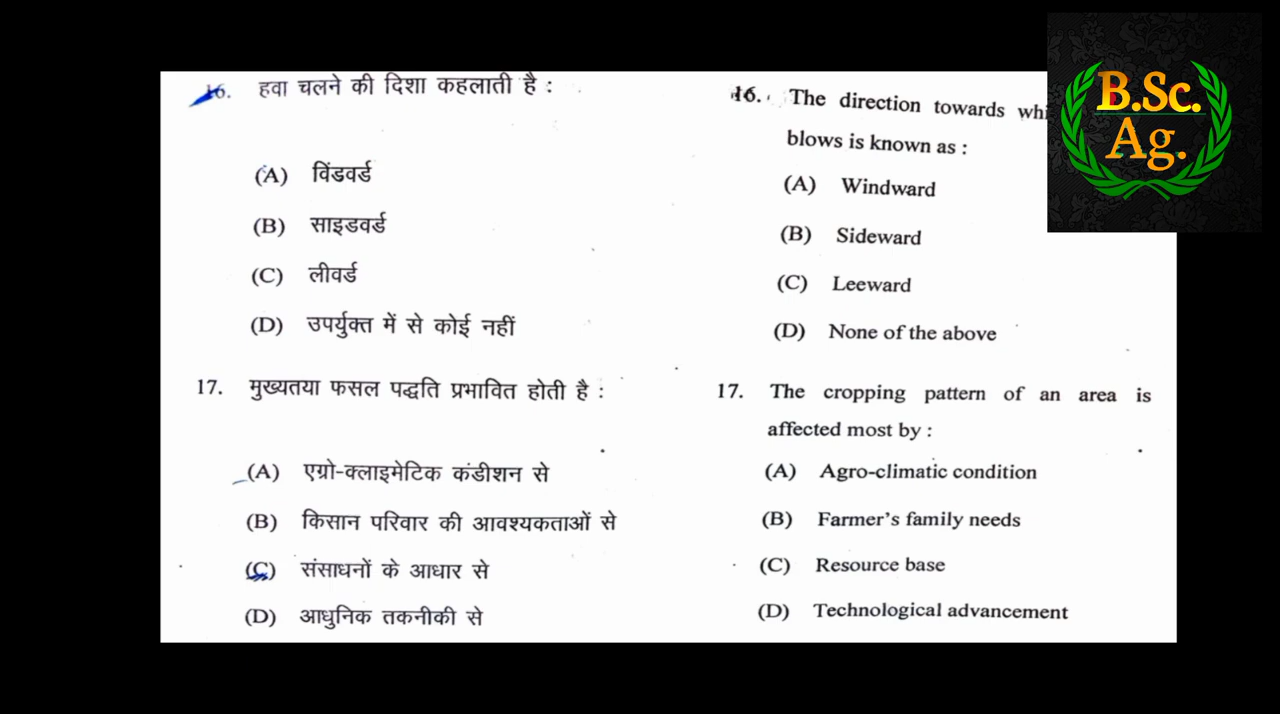 16. हवा चलने की दिशा कहलाती है :
(A) विंडवर्ड
(B) साइडवर्ड
(C) लीवर्ड
(D) उपर्युक्त में से कोई नहीं
17. मुख्यतया फसल पद्धति प्रभावित होती है :
(A) एग्रो-क्लाइमेटिक कंडीशन से
(B) किसान परिवार की आवश्यकताओं से
(C) संसाधनों के आधार से
(D) आधुनिक तकनीकी से
16. The direction towards whi
blows is known as :
(A) Windward
(B) Sideward
(C) Leeward
(D) None of the above
17. The cropping pattern of an area is
affected most by :
(A) Agro-climatic condition
(B) Farmer's family needs
(C) Resource base
(D) Technological advancement
B.Sc.
Ag.